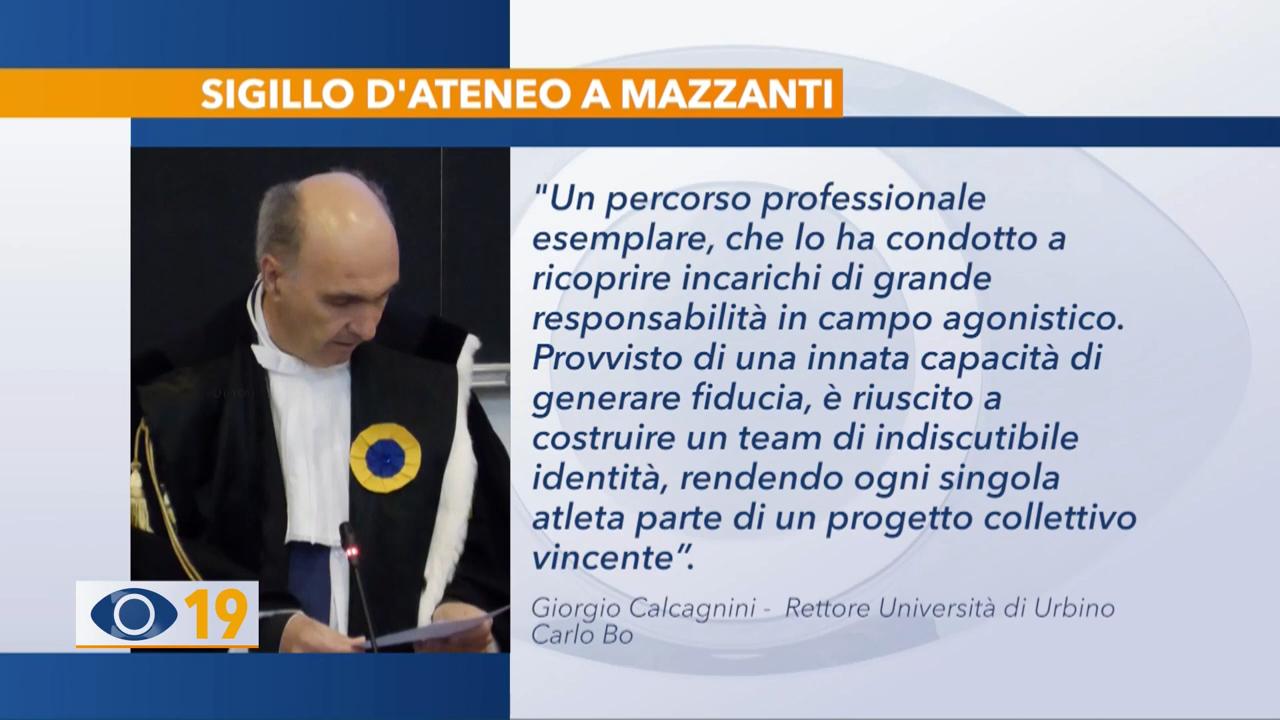 SIGILLO D'ATENEO A MAZZANTI
"Un percorso professionale
esemplare, che lo ha condotto a
ricoprire incarichi di grande
responsabilità in campo agonistico.
Provvisto di una innata capacità di
generare fiducia, è riuscito a
costruire un team di indiscutibile
identità, rendendo ogni singola
atleta parte di un progetto collettivo
vincente”.
Giorgio Calcagnini - Rettore Università di Urbino
Carlo Bo
19